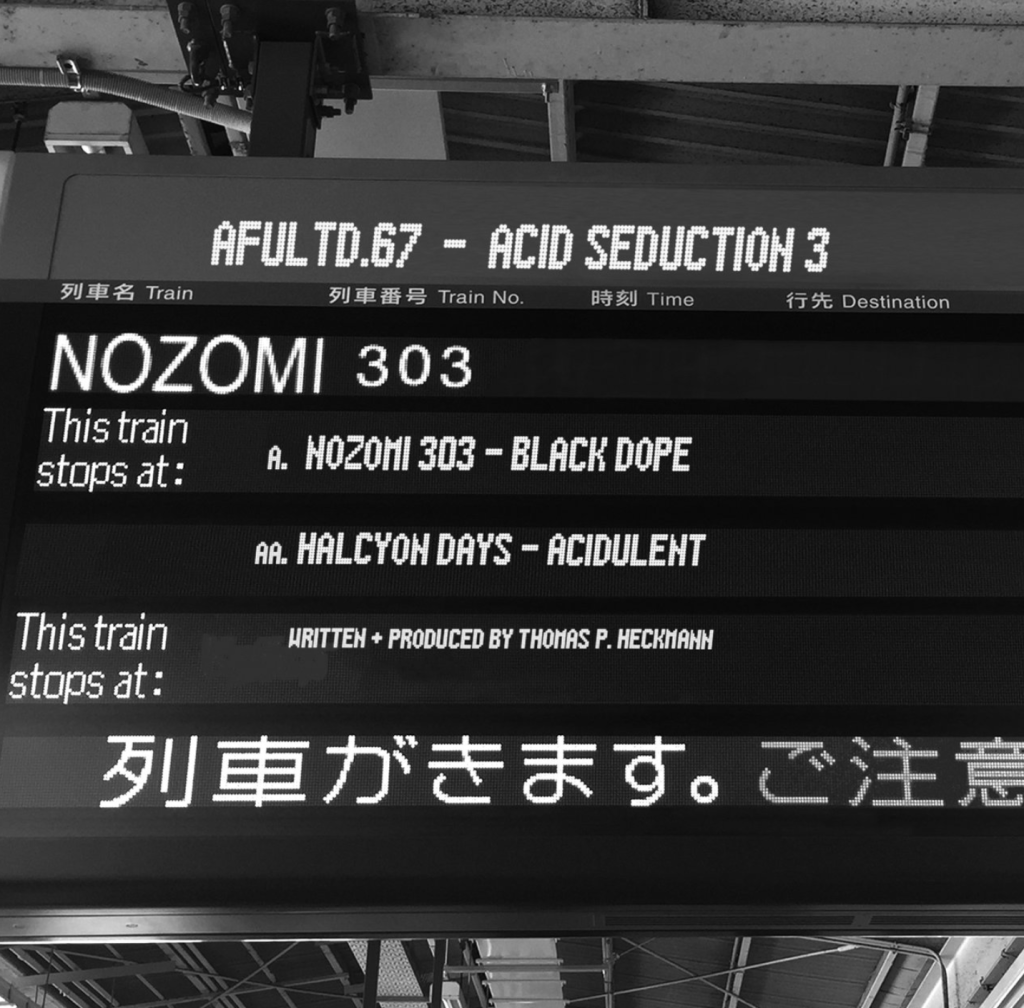 AFULTD.67 - ACID SEDUCTION 3
列車名 Train 列車番号 Train No. 時刻 Time 行先 Destination
NOZOMI 303
This train
stops at:
A. NOZOMI 303 - BLACK DOPE
AA. HALCYON DAYS - ACIDULENT
This train
stops at:
WRITTEN + PRODUCED BY THOMAS P. HECKMANN
列車がきます。ご注意